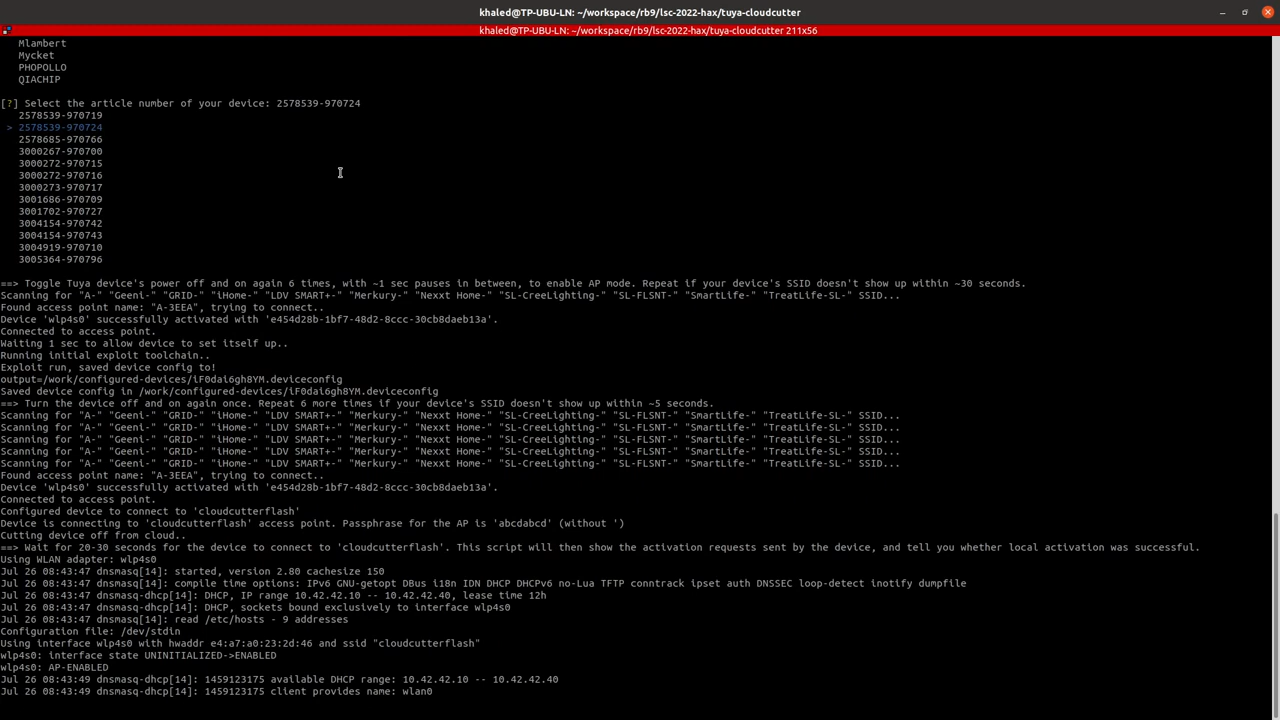 khaled@TP-UBU-LN: ~/workspace/rb9/lsc-2022-hax/tuya-cloudcutter
khaled@TP-UBU-LN: ~/workspace/rb9/lsc-2022-hax/tuya-cloudcutter 211x56
Mlambert
Mycket
PHOPOLLO
QIACHIP
[?] Select the article number of your device: 2578539-970724
2578539-970719
> 2578539-970724
2578685-970766
3000267-970700
3000272-970715
3000272-970716
3000273-970717
3001686-970709
3001702-970727
3004154-970742
3004154-970743
3004919-970710
3005364-970796
==> Toggle Tuya device's power off and on again 6 times, with ~1 sec pauses in between, to enable AP mode. Repeat if your device's SSID doesn't show up within ~30 seconds.
Scanning for "A-" "Geeni-" "GRID-" "iHome-" "LDV SMART+-" "Merkury-" "Nexxt Home-" "SL-CreeLighting-" "SL-FLSNT-" "SmartLife-" "TreatLife-SL-" SSID...
Found access point name: "A-3EEA", trying to connect..
Device 'wlp4s0' successfully activated with 'e454d28b-1bf7-48d2-8ccc-30cb8daeb13a'.
Connected to access point.
Waiting 1 sec to allow device to set itself up..
Running initial exploit toolchain..
Exploit run, saved device config to!
output=/work/configured-devices/iF0dai6gh8YM.deviceconfig
Saved device config in /work/configured-devices/iF0dai6gh8YM.deviceconfig
==> Turn the device off and on again once. Repeat 6 more times if your device's SSID doesn't show up within ~5 seconds.
Scanning for "A-" "Geeni-" "GRID-" "iHome-" "LDV SMART+-" "Merkury-" "Nexxt Home-" "SL-CreeLighting-" "SL-FLSNT-" "SmartLife-" "TreatLife-SL-" SSID...
Scanning for "A-" "Geeni-" "GRID-" "iHome-" "LDV SMART+-" "Merkury-" "Nexxt Home-" "SL-CreeLighting-" "SL-FLSNT-" "SmartLife-" "TreatLife-SL-" SSID...
Scanning for "A-" "Geeni-" "GRID-" "iHome-" "LDV SMART+-" "Merkury-" "Nexxt Home-" "SL-CreeLighting-" "SL-FLSNT-" "SmartLife-" "TreatLife-SL-" SSID...
Scanning for "A-" "Geeni-" "GRID-" "iHome-" "LDV SMART+-" "Merkury-" "Nexxt Home-" "SL-CreeLighting-" "SL-FLSNT-" "SmartLife-" "TreatLife-SL-" SSID...
Scanning for "A-" "Geeni-" "GRID-" "iHome-" "LDV SMART+-" "Merkury-" "Nexxt Home-" "SL-CreeLighting-" "SL-FLSNT-" "SmartLife-" "TreatLife-SL-" SSID...
Found access point name: "A-3EEA", trying to connect..
Device 'wlp4s0' successfully activated with 'e454d28b-1bf7-48d2-8ccc-30cb8daeb13a'.
Connected to access point.
Configured device to connect to 'cloudcutterflash'
Device is connecting to 'cloudcutterflash' access point. Passphrase for the AP is 'abcdabcd' (without ')
Cutting device off from cloud..
==> Wait for 20-30 seconds for the device to connect to 'cloudcutterflash'. This script will then show the activation requests sent by the device, and tell you whether local activation was successful.
Using WLAN adapter: wlp4s0
Jul 26 08:43:47 dnsmasq[14]: started, version 2.80 cachesize 150
Jul 26 08:43:47 dnsmasq[14]: compile time options: IPv6 GNU-getopt DBus i18n IDN DHCP DHCPv6 no-Lua TFTP conntrack ipset auth DNSSEC loop-detect inotify dumpfile
Jul 26 08:43:47 dnsmasq-dhcp[14]: DHCP, IP range 10.42.42.10 -- 10.42.42.40, lease time 12h
Jul 26 08:43:47 dnsmasq-dhcp[14]: DHCP, sockets bound exclusively to interface wlp4s0
Jul 26 08:43:47 dnsmasq[14]: read /etc/hosts - 9 addresses
Configuration file: /dev/stdin
Using interface wlp4s0 with hwaddr e4:a7:a0:23:2d:46 and ssid "cloudcutterflash"
wlp4s0: interface state UNINITIALIZED->ENABLED
wlp4s0: AP-ENABLED
Jul 26 08:43:49 dnsmasq-dhcp[14]: 1459123175 available DHCP range: 10.42.42.10 -- 10.42.42.40
Jul 26 08:43:49 dnsmasq-dhcp[14]: 1459123175 client provides name: wlan0